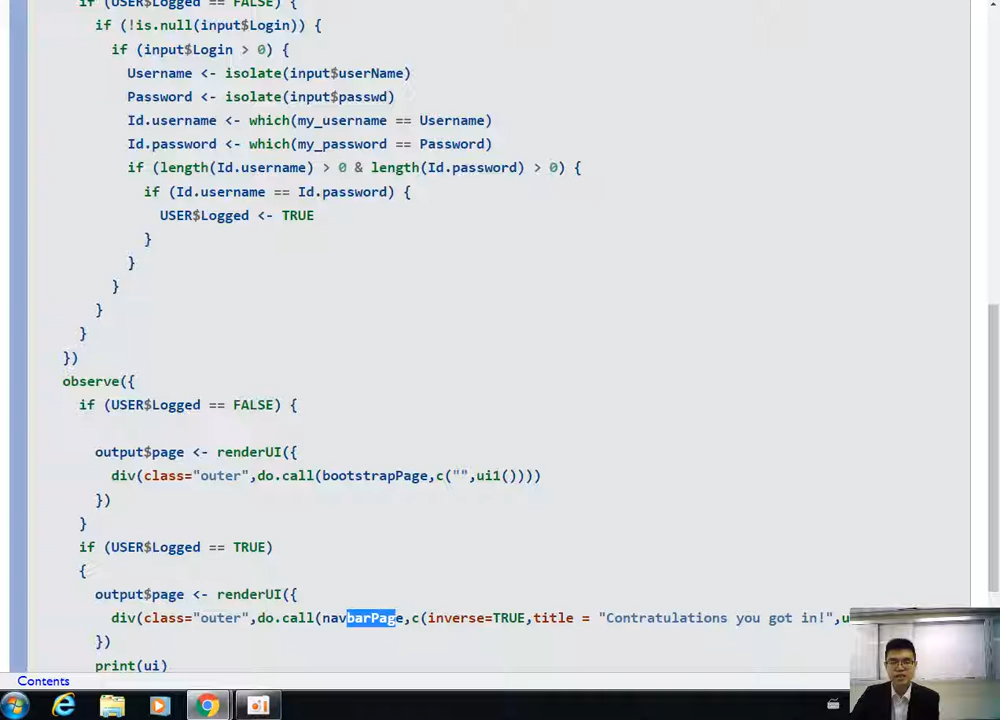 if (USER$Logged == FALSE) {
if (!is.null(input$Login)) {
if (input$Login > 0) {
Username <- isolate(input$userName)
Password <- isolate(input$passwd)
Id.username <- which(my_username == Username)
Id.password <- which(my_password == Password)
if (length(Id.username) > 0 & length(Id.password) > 0) {
if (Id.username == Id.password) {
USER$Logged <- TRUE
}
}
}
}
}
})
observe({
if (USER$Logged == FALSE) {
output$page <- renderUI({
div(class="outer",do.call(bootstrapPage,c("",ui1())))
})
}
if (USER$Logged == TRUE)
{
output$page <- renderUI({
div(class="outer",do.call(navbarPage,c(inverse=TRUE,title = "Contratulations you got in!",u
})
print(ui)
Contents